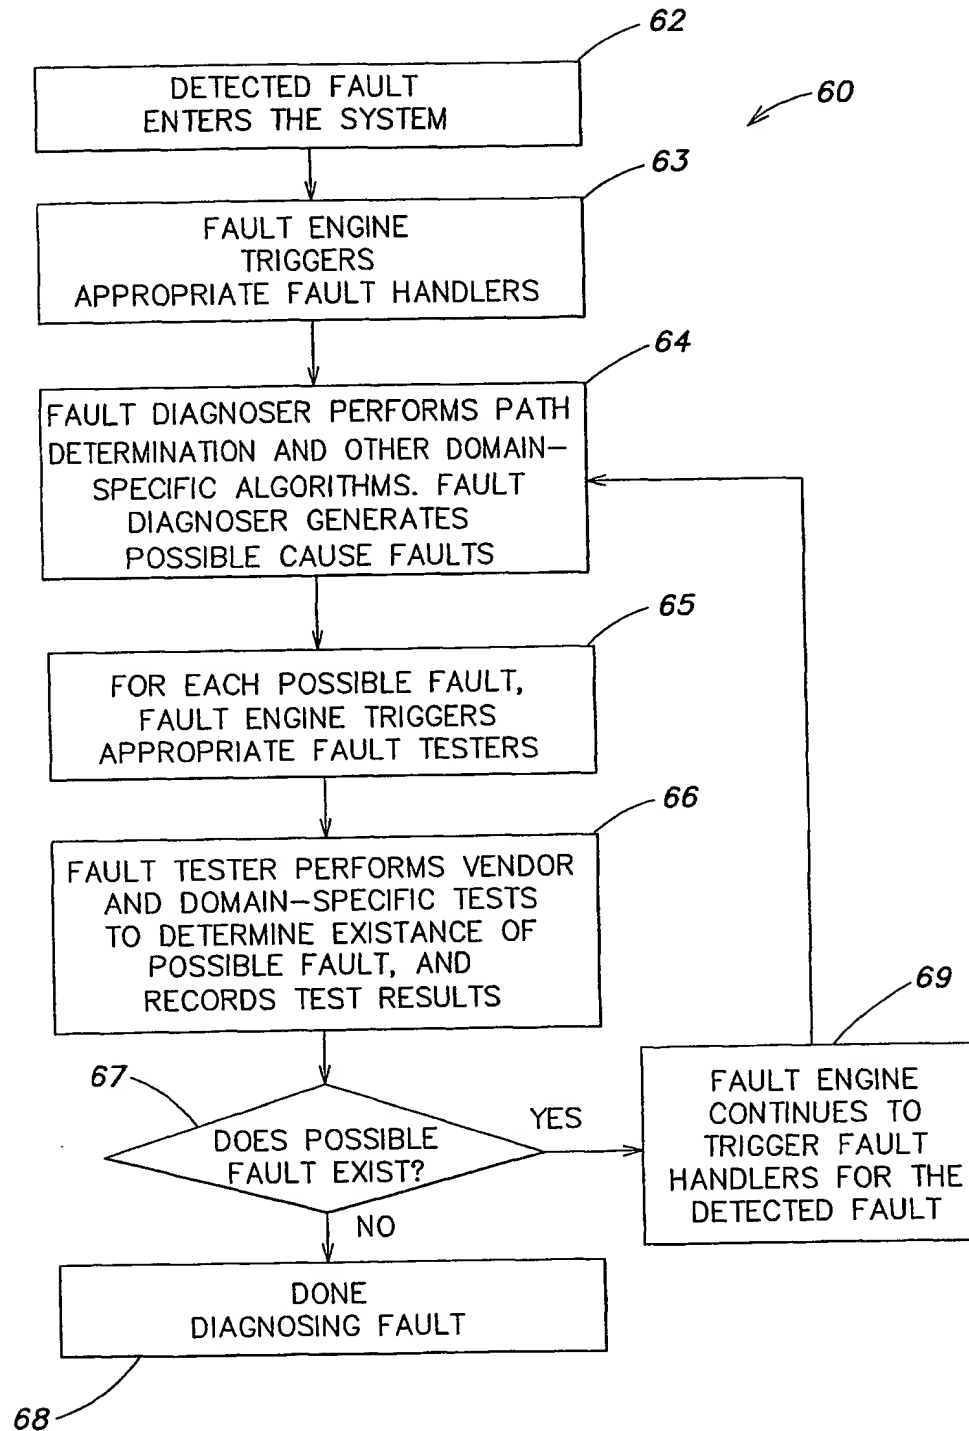 62
DETECTED FAULT
ENTERS THE SYSTEM
60
63
FAULT ENGINE
TRIGGERS
APPROPRIATE FAULT HANDLERS
64
FAULT DIAGNOSER PERFORMS PATH
DETERMINATION AND OTHER DOMAIN-
SPECIFIC ALGORITHMS. FAULT
DIAGNOSER GENERATES
POSSIBLE CAUSE FAULTS
65
FOR EACH POSSIBLE FAULT,
FAULT ENGINE TRIGGERS
APPROPRIATE FAULT TESTERS
66
FAULT TESTER PERFORMS VENDOR
AND DOMAIN-SPECIFIC TESTS
TO DETERMINE EXISTANCE OF
POSSIBLE FAULT, AND
RECORDS TEST RESULTS
67
DOES POSSIBLE
FAULT EXIST?
YES
NO
69
FAULT ENGINE
CONTINUES TO
TRIGGER FAULT
HANDLERS FOR THE
DETECTED FAULT
DONE
DIAGNOSING FAULT
68